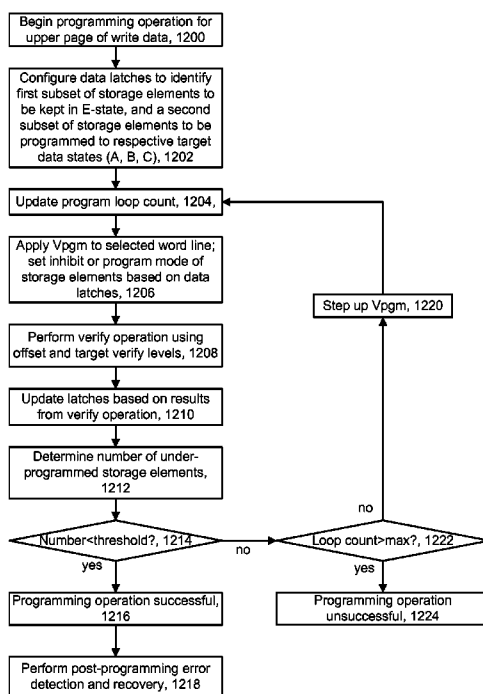 Begin programming operation for
upper page of write data, 1200
Configure data latches to identify
first subset of storage elements to
be kept in E-state, and a second
subset of storage elements to be
programmed to respective target
data states (A, B, C), 1202
Update program loop count, 1204,
Apply Vpgm to selected word line;
set inhibit or program mode of
storage elements based on data
latches, 1206
Step up Vpgm, 1220
Perform verify operation using
offset and target verify levels, 1208
Update latches based on results
from verify operation, 1210
Determine number of under-
programmed storage elements,
1212
no
Number<threshold?, 1214
no
Loop count>max?, 1222
yes
yes
Programming operation successful,
1216
Programming operation
unsuccessful, 1224
Perform post-programming error
detection and recovery, 1218